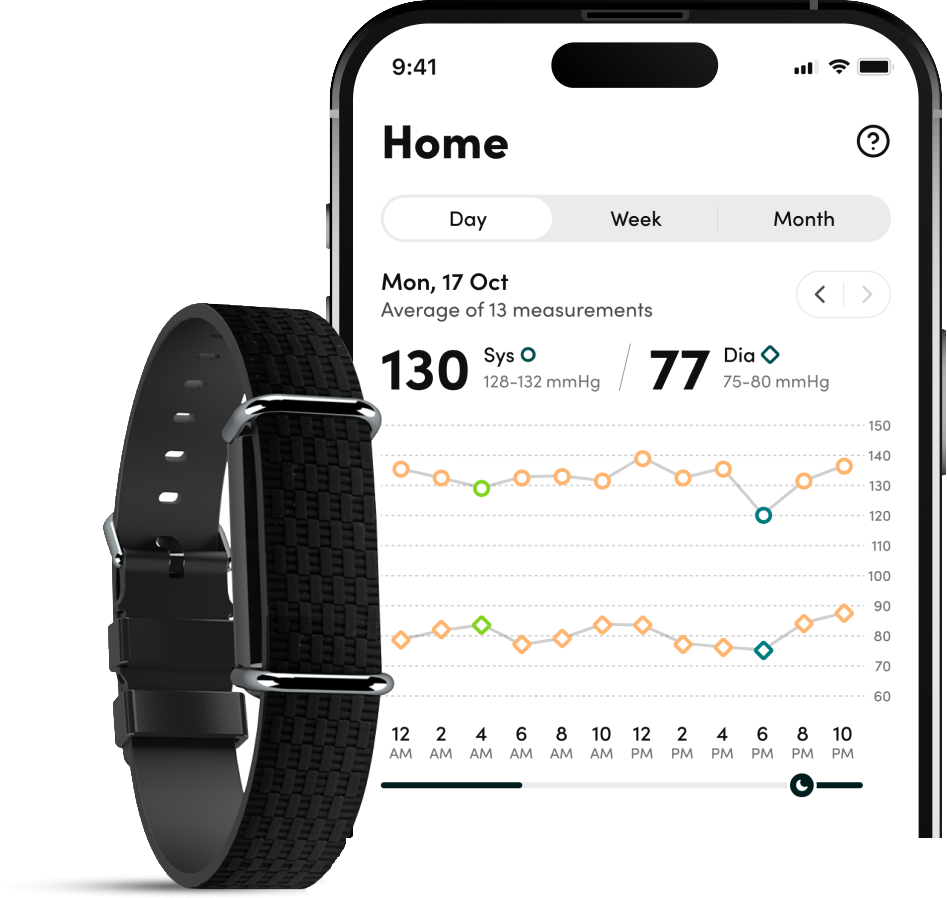 9:41
Home
Day Week Month
Mon, 17 Oct
Average of 13 measurements
130 Sys 128-132 mmHg / 77 Dia 75-80 mmHg
150
140
130
120
110
100
90
80
70
60
12 2 4 6 8 10 12 2 4 6 8 10
AM AM AM AM AM AM PM PM PM PM PM PM